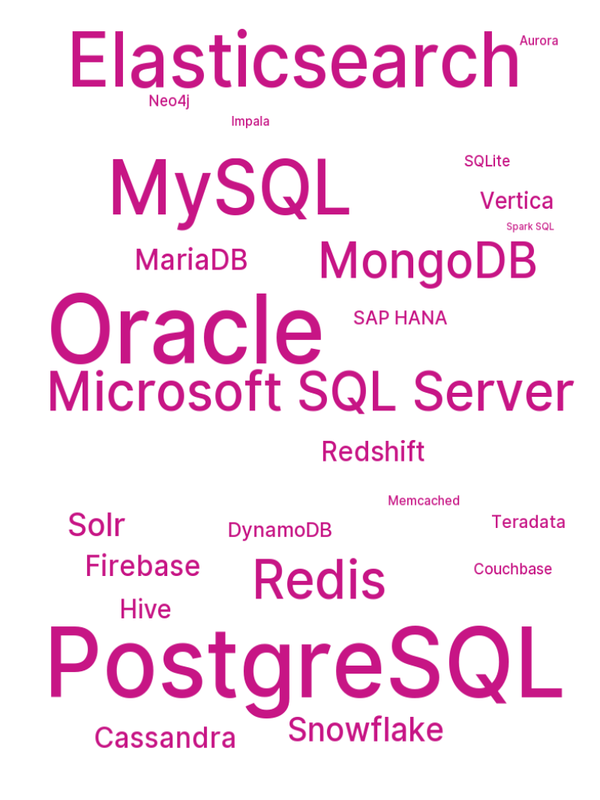 Elasticsearch
Aurora
Neo4j
Impala
MySQL
SQLite
Vertica
Spark SQL
MariaDB
MongoDB
Oracle
SAP HANA
Microsoft SQL Server
Redshift
Memcached
Solr
DynamoDB
Teradata
Firebase
Redis
Couchbase
Hive
PostgreSQL
Cassandra
Snowflake